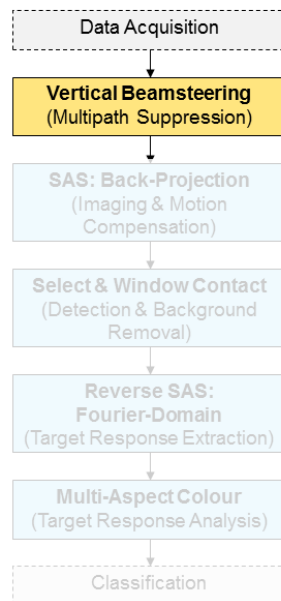 Data Acquisition
Vertical Beamsteering
(Multipath Suppression)
SAS: Back-Projection
(Imaging & Motion
Compensation)
Select & Window Contact
(Detection & Background
Removal)
Reverse SAS:
Fourier-Domain
(Target Response Extraction)
Multi-Aspect Colour
(Target Response Analysis)
Classification